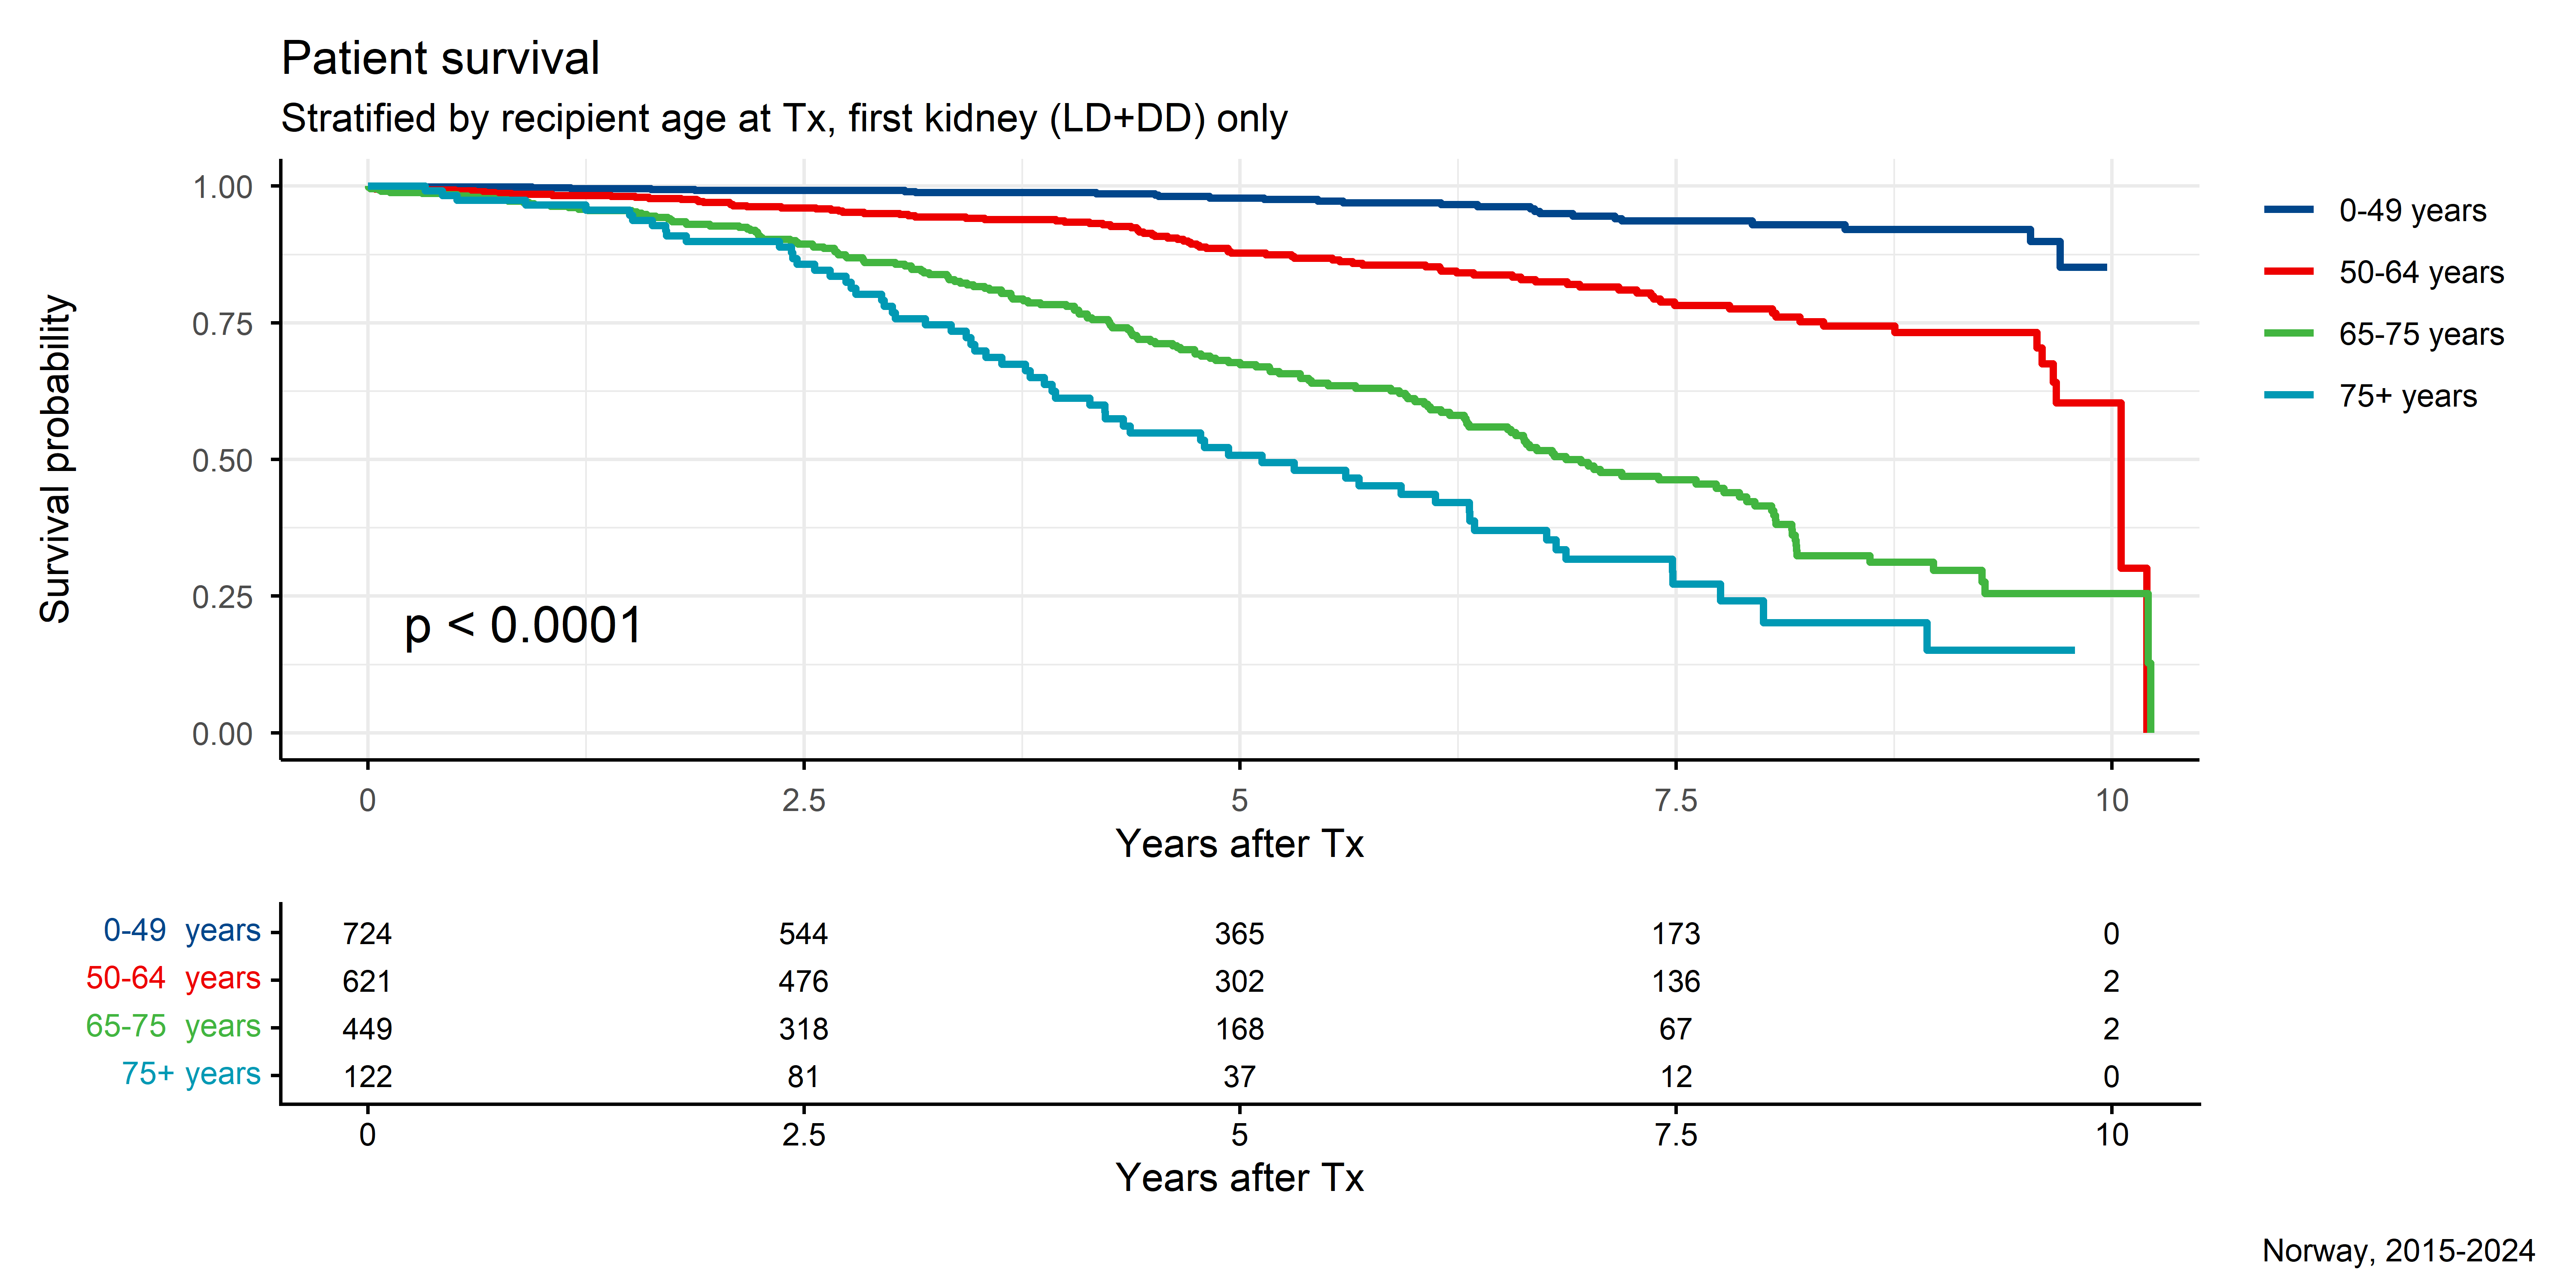 Patient survival
Stratified by recipient age at Tx, first kidney (LD+DD) only
Survival probability
1.00
0.75
0.50
0.25
0.00
p < 0.0001
0 2.5 5 7.5 10
Years after Tx
0-49 years
50-64 years
65-75 years
75+ years
0-49 years 724 544 365 173 0
50-64 years 621 476 302 136 2
65-75 years 449 318 168 67 2
75+ years 122 81 37 12 0
0 2.5 5 7.5 10
Years after Tx
Norway, 2015-2024